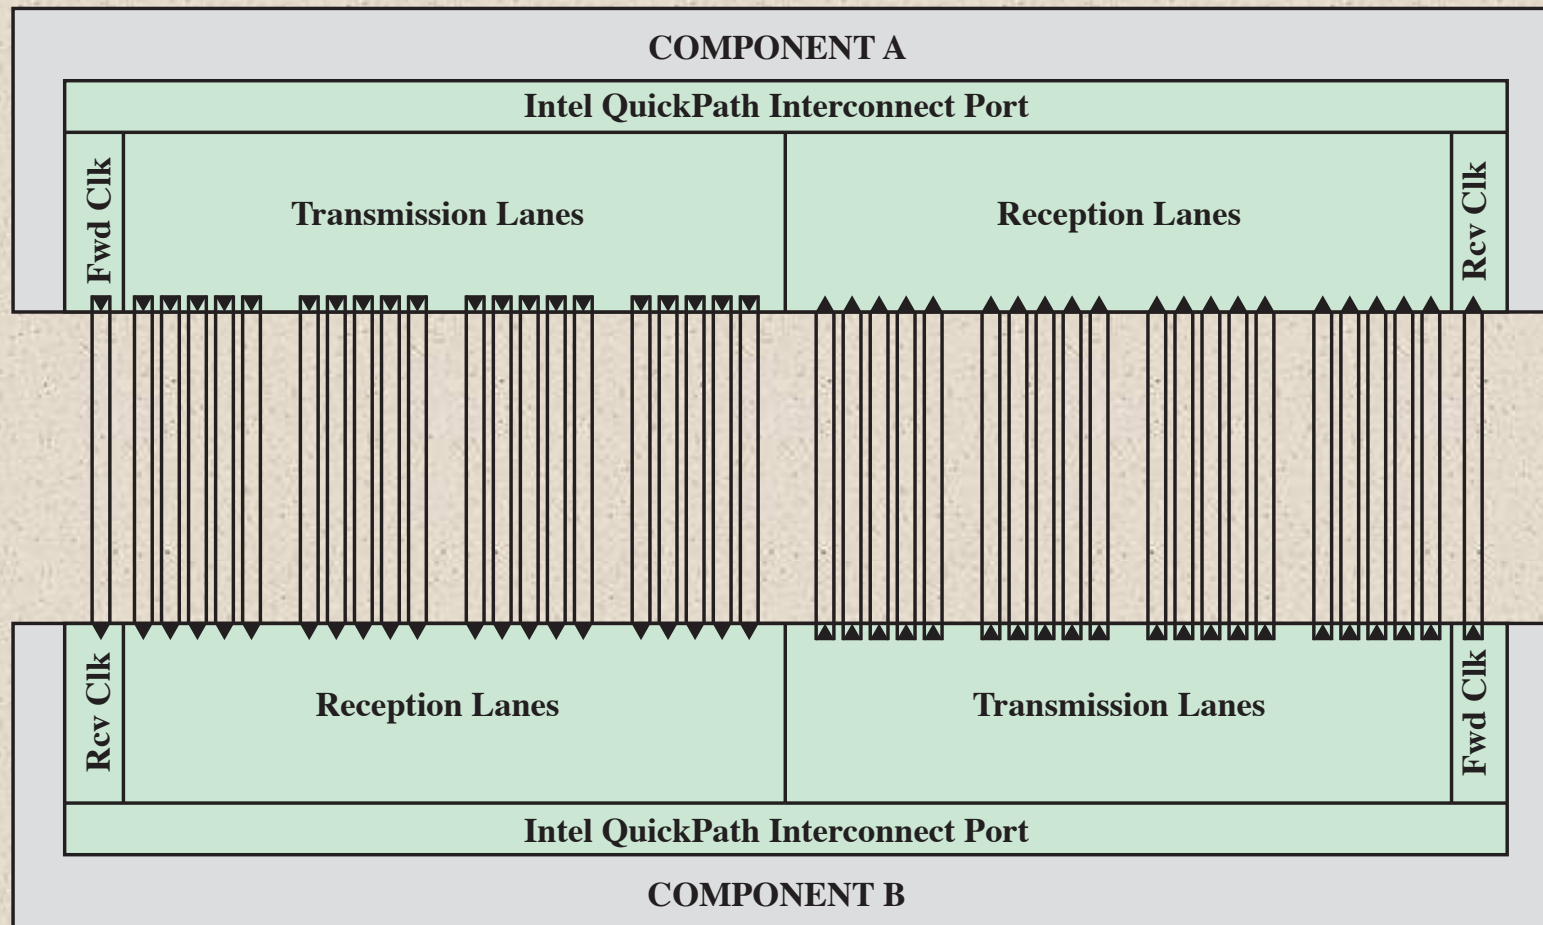 COMPONENT A
Intel QuickPath Interconnect Port
Fwd Clk
Transmission Lanes
Reception Lanes
Rcv Clk
Rcv Clk
Reception Lanes
Transmission Lanes
Fwd Clk
Intel QuickPath Interconnect Port
COMPONENT B